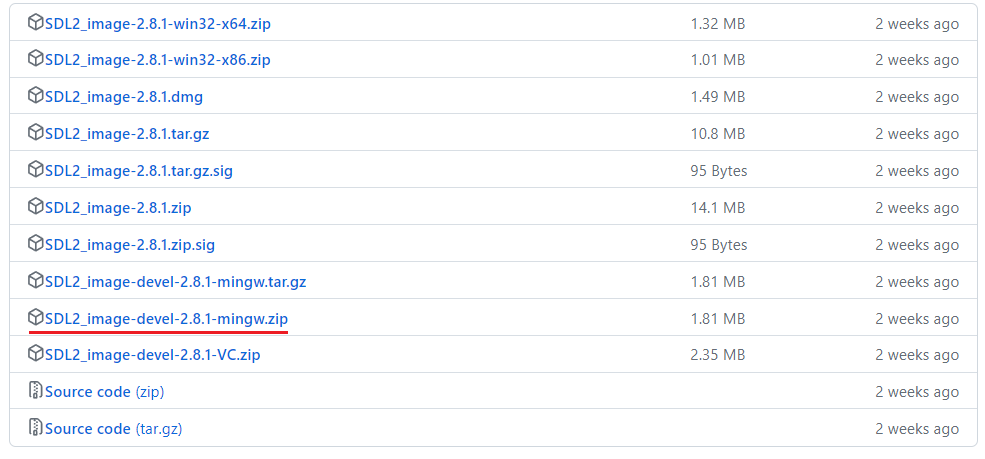 SDL2_image-2.8.1-win32-x64.zip 1.32 MB 2 weeks ago
SDL2_image-2.8.1-win32-x86.zip 1.01 MB 2 weeks ago
SDL2_image-2.8.1.dmg 1.49 MB 2 weeks ago
SDL2_image-2.8.1.tar.gz 10.8 MB 2 weeks ago
SDL2_image-2.8.1.tar.gz.sig 95 Bytes 2 weeks ago
SDL2_image-2.8.1.zip 14.1 MB 2 weeks ago
SDL2_image-2.8.1.zip.sig 95 Bytes 2 weeks ago
SDL2_image-devel-2.8.1-mingw.tar.gz 1.81 MB 2 weeks ago
SDL2_image-devel-2.8.1-mingw.zip 1.81 MB 2 weeks ago
SDL2_image-devel-2.8.1-VC.zip 2.35 MB 2 weeks ago
Source code (zip) 2 weeks ago
Source code (tar.gz) 2 weeks ago